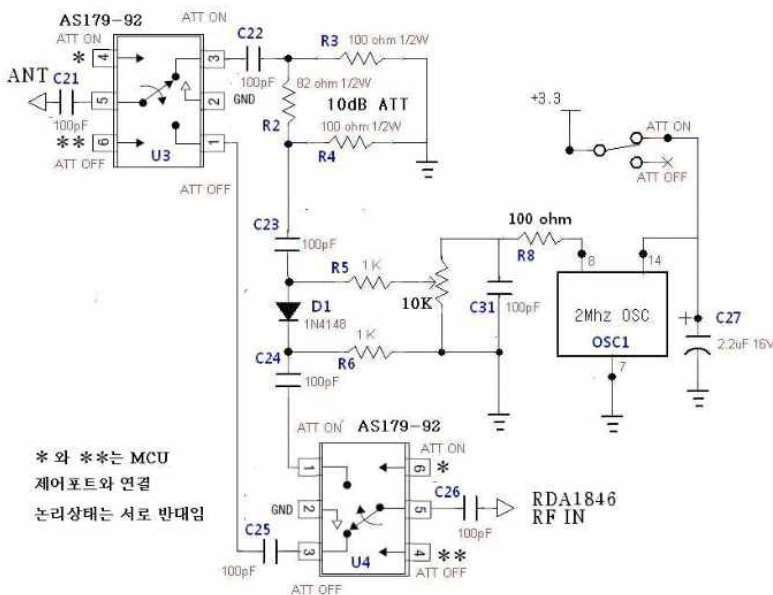 AS179-92
ATT ON
ATT ON
*
4
3
C22
100pF
R3
100 ohm 1/2W
ANT
C21
100pF
5
2
GND
82 ohm 1/2W
R2
10dB ATT
**
6
1
ATT OFF
U3
ATT OFF
100 ohm 1/2W
R4
+3.3
ATT ON
ATT OFF
C23
100pF
R5
1 K
10K
100 ohm
R8
C31
100pF
8
14
2Mhz OSC
OSC1
7
+
C27
2.2uF 16V
D1
1N4148
C24
100pF
1 K
R6
ATT ON
AS179-92
ATT ON
1
6
*
GND
2
5
C26
100pF
RDA1846
RF IN
C25
100pF
3
4
**
U4
ATT OFF
ATT OFF
* 와 **는 MCU
제어포트와 연결
논리상태는 서로 반대임